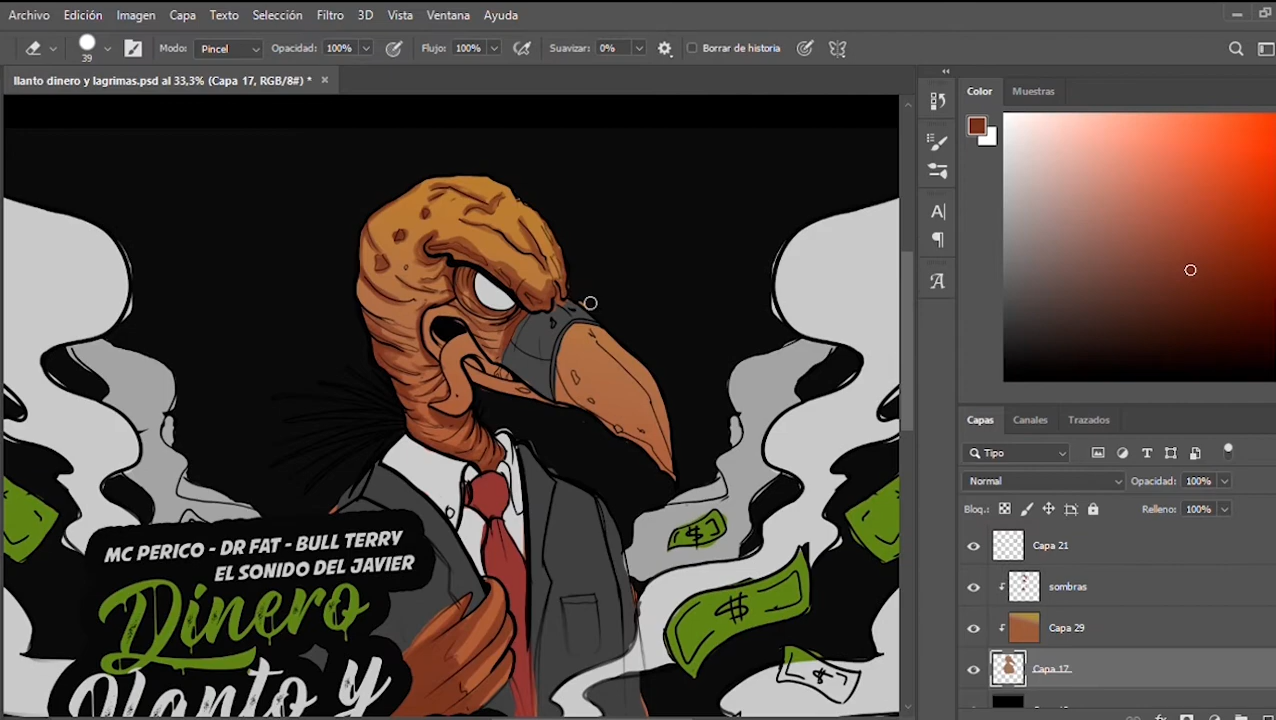 Archivo Edición Imagen Capa Texto Selección Filtro 3D Vista Ventana Ayuda
39 Modo: Pincel Opacidad: 100% Flujo: 100% Suavizar: 0% Borrar de historia
llanto dinero y lagrimas.psd al 33,3% (Capa 17, RGB/8#) * ×
Color Muestras
MC PERICO - DR FAT - BULL TERRY
EL SONIDO DEL JAVIER
Dinero
Llanto y
$
$
$
Capas Canales Trazados
Tipo
Normal Opacidad: 100%
Bloq.: Relleno: 100%
Capa 21
sombras
Capa 29
Capa 17
fx